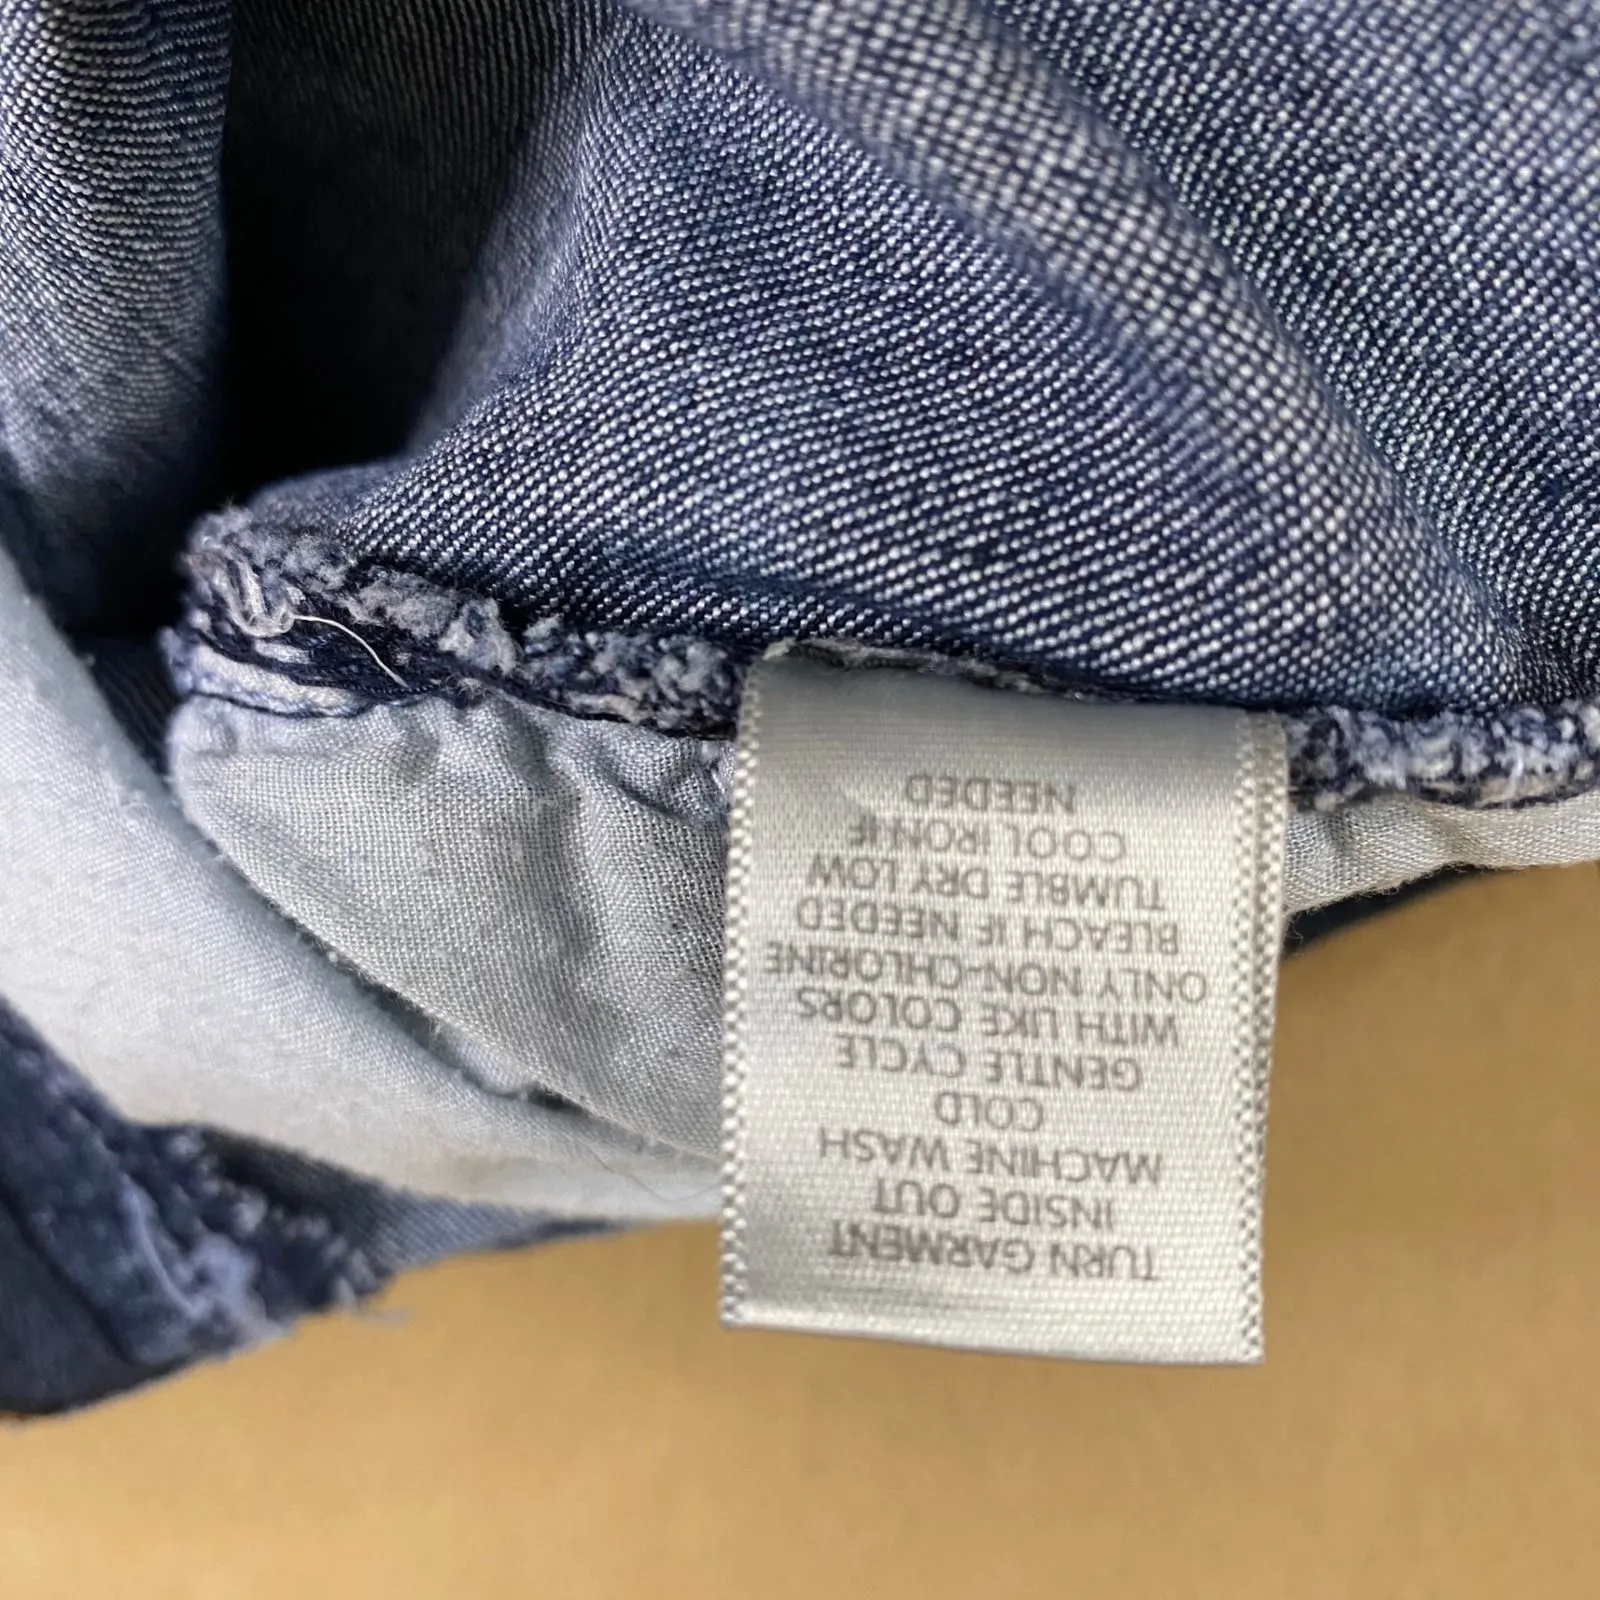 TURN GARMENT
INSIDE OUT
MACHINE WASH
COLD
GENTLE CYCLE
WITH LIKE COLORS
ONLY NON-CHLORINE
BLEACH IF NEEDED
TUMBLE DRY LOW
COOL IRON IF
NEEDED